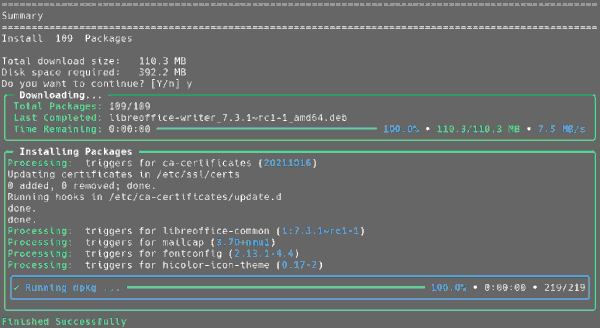 Summary
Install 109 Packages
Total download size: 110.3 MB
Disk space required: 392.2 MB
Do you want to continue? [Y/n] y
Downloading...
Total Packages: 109/109
Last Completed: libreoffice-writer_7.3.1~rc1-1_amd64.deb
Time Remaining: 0:00:00 100.0% • 110.3/110.3 MB • 7.5 MB/s
Installing Packages
Processing: triggers for ca-certificates (20211016)
Updating certificates in /etc/ssl/certs
0 added, 0 removed; done.
Running hooks in /etc/ca-certificates/update.d
done.
done.
Processing: triggers for libreoffice-common (1:7.3.1~rc1-1)
Processing: triggers for mailcap (3.70+nmu1)
Processing: triggers for fontconfig (2.13.1-4.4)
Processing: triggers for hicolor-icon-theme (0.17-2)
✓ Running dpkg ... 100.0% • 0:00:00 • 219/219
Finished Successfully